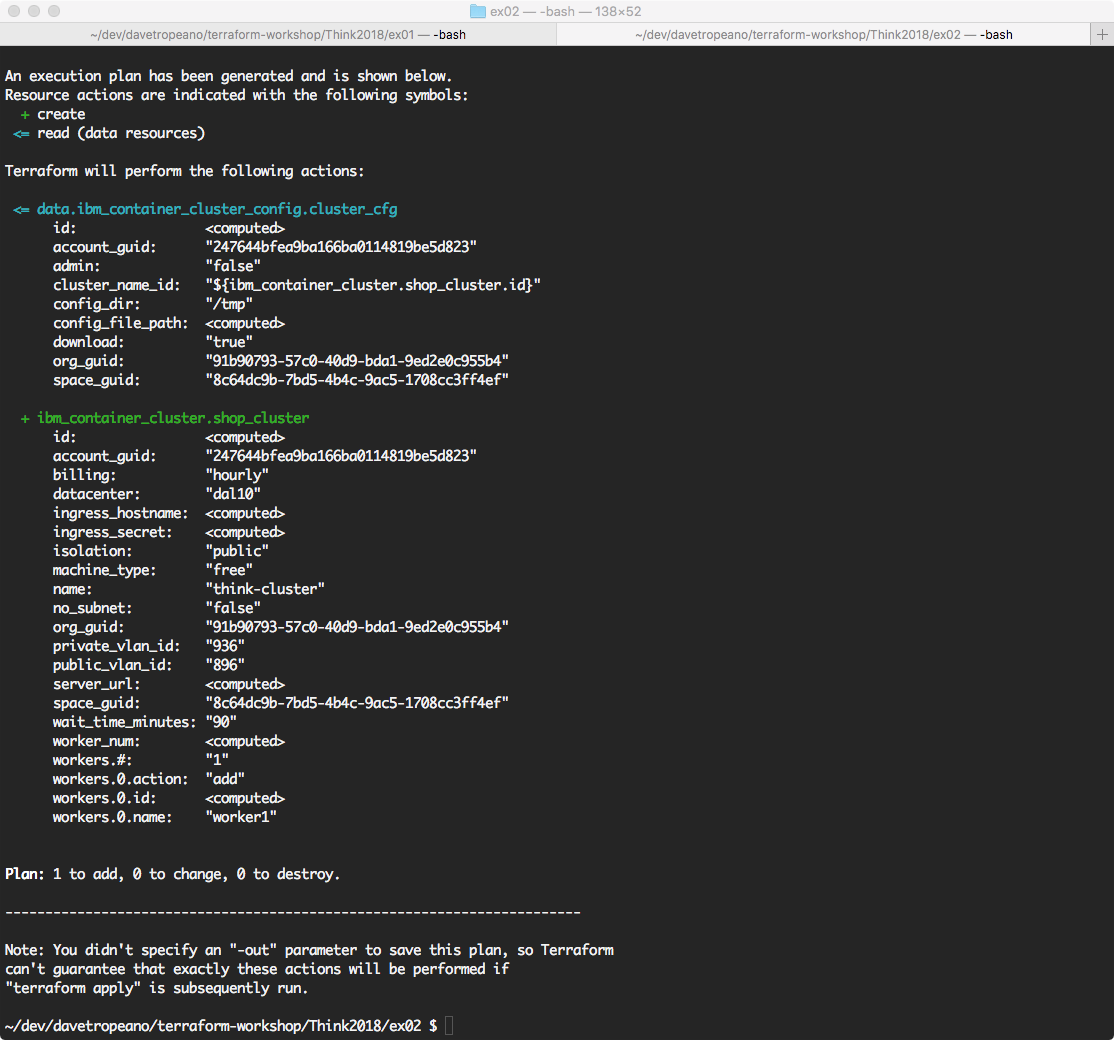 ex02 — -bash — 138×52
~/dev/davetropeano/terraform-workshop/Think2018/ex01 — -bash
~/dev/davetropeano/terraform-workshop/Think2018/ex02 — -bash
An execution plan has been generated and is shown below.
Resource actions are indicated with the following symbols:
  + create
 <= read (data resources)

Terraform will perform the following actions:

 <= data.ibm_container_cluster_config.cluster_cfg
      id:                <computed>
      account_guid:      "247644bfea9ba166ba0114819be5d823"
      admin:             "false"
      cluster_name_id:   "${ibm_container_cluster.shop_cluster.id}"
      config_dir:        "/tmp"
      config_file_path:  <computed>
      download:          "true"
      org_guid:          "91b90793-57c0-40d9-bda1-9ed2e0c955b4"
      space_guid:        "8c64dc9b-7bd5-4b4c-9ac5-1708cc3ff4ef"

  + ibm_container_cluster.shop_cluster
      id:                <computed>
      account_guid:      "247644bfea9ba166ba0114819be5d823"
      billing:           "hourly"
      datacenter:        "dal10"
      ingress_hostname:  <computed>
      ingress_secret:    <computed>
      isolation:         "public"
      machine_type:      "free"
      name:              "think-cluster"
      no_subnet:         "false"
      org_guid:          "91b90793-57c0-40d9-bda1-9ed2e0c955b4"
      private_vlan_id:   "936"
      public_vlan_id:    "896"
      server_url:        <computed>
      space_guid:        "8c64dc9b-7bd5-4b4c-9ac5-1708cc3ff4ef"
      wait_time_minutes: "90"
      worker_num:        <computed>
      workers.#:         "1"
      workers.0.action:  "add"
      workers.0.id:      <computed>
      workers.0.name:    "worker1"

Plan: 1 to add, 0 to change, 0 to destroy.

------------------------------------------------------------------------

Note: You didn't specify an "-out" parameter to save this plan, so Terraform
can't guarantee that exactly these actions will be performed if
"terraform apply" is subsequently run.

~/dev/davetropeano/terraform-workshop/Think2018/ex02 $